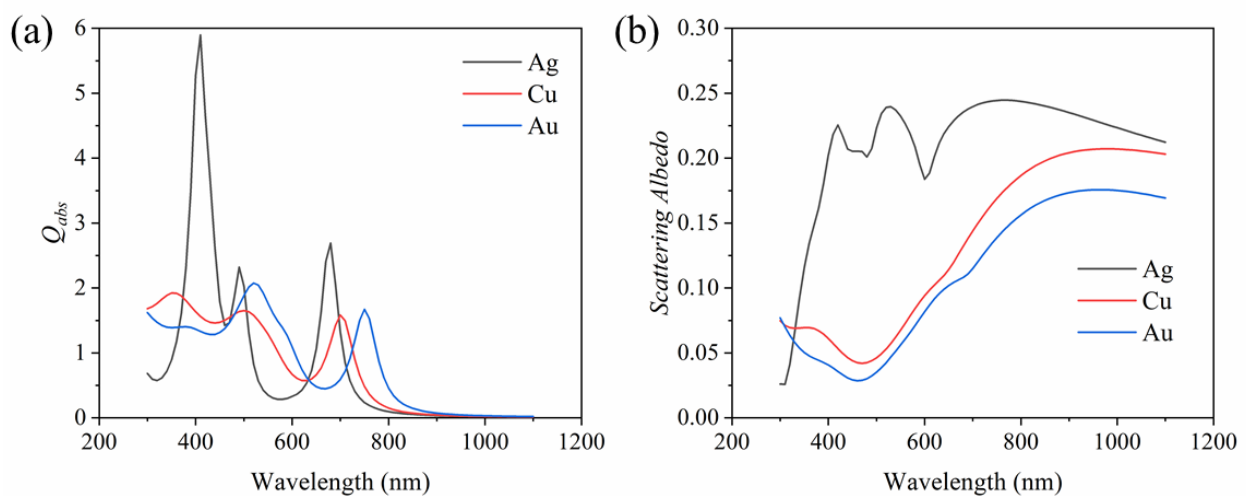 (a)
6
5
4
3
2
1
0
Q_abs
Ag
Cu
Au
200 400 600 800 1000 1200
Wavelength (nm)
(b)
0.30
0.25
0.20
0.15
0.10
0.05
0.00
Scattering Albedo
Ag
Cu
Au
200 400 600 800 1000 1200
Wavelength (nm)